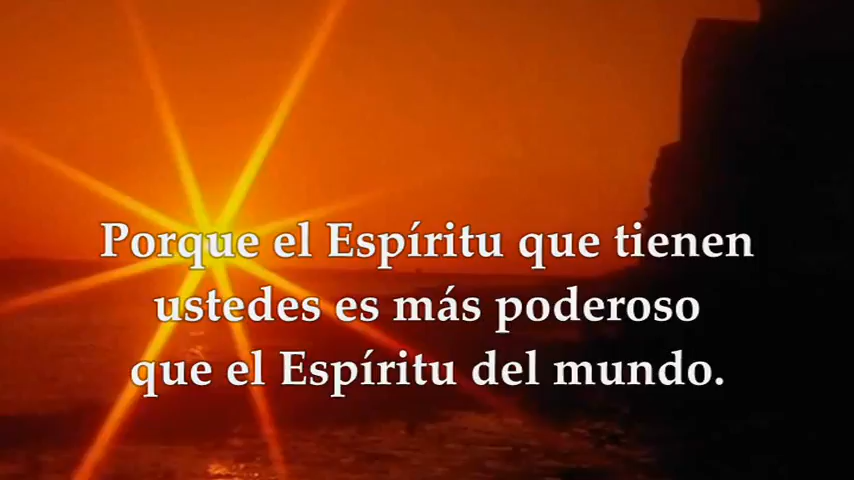 Porque el Espíritu que tienen
ustedes es más poderoso
que el Espíritu del mundo.